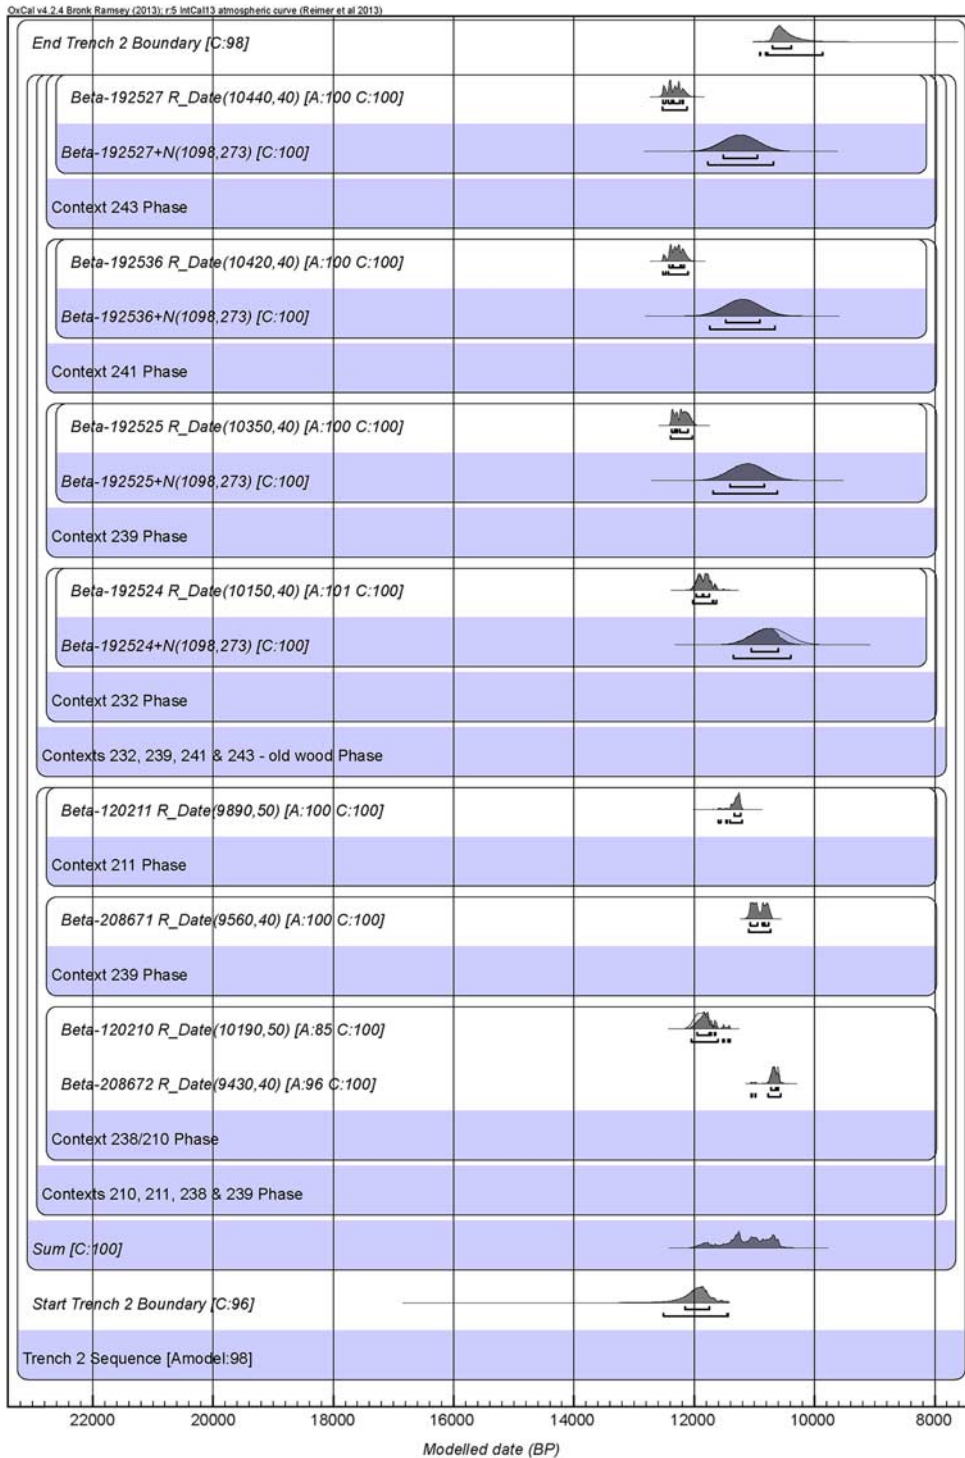 OxCal v4.2.4 Bronk Ramsey (2013); r:5 IntCal13 atmospheric curve (Reimer et al 2013)
End Trench 2 Boundary [C:98]
Beta-192527 R_Date(10440,40) [A:100 C:100]
Beta-192527+N(1098,273) [C:100]
Context 243 Phase
Beta-192536 R_Date(10420,40) [A:100 C:100]
Beta-192536+N(1098,273) [C:100]
Context 241 Phase
Beta-192525 R_Date(10350,40) [A:100 C:100]
Beta-192525+N(1098,273) [C:100]
Context 239 Phase
Beta-192524 R_Date(10150,40) [A:101 C:100]
Beta-192524+N(1098,273) [C:100]
Context 232 Phase
Contexts 232, 239, 241 & 243 - old wood Phase
Beta-120211 R_Date(9890,50) [A:100 C:100]
Context 211 Phase
Beta-208671 R_Date(9560,40) [A:100 C:100]
Context 239 Phase
Beta-120210 R_Date(10190,50) [A:85 C:100]
Beta-208672 R_Date(9430,40) [A:96 C:100]
Context 238/210 Phase
Contexts 210, 211, 238 & 239 Phase
Sum [C:100]
Start Trench 2 Boundary [C:96]
Trench 2 Sequence [Amodel:98]
22000 20000 18000 16000 14000 12000 10000 8000
Modelled date (BP)